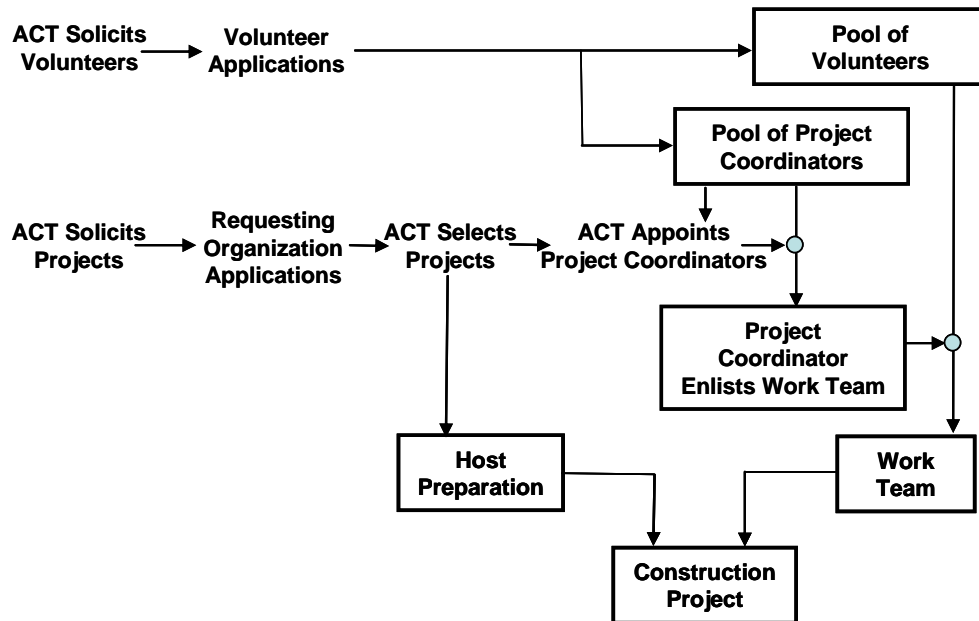 ACT Solicits
Volunteers
Volunteer
Applications
Pool of
Volunteers
Pool of Project
Coordinators
ACT Solicits
Projects
Requesting
Organization
Applications
ACT Selects
Projects
ACT Appoints
Project Coordinators
Project
Coordinator
Enlists Work Team
Host
Preparation
Work
Team
Construction
Project